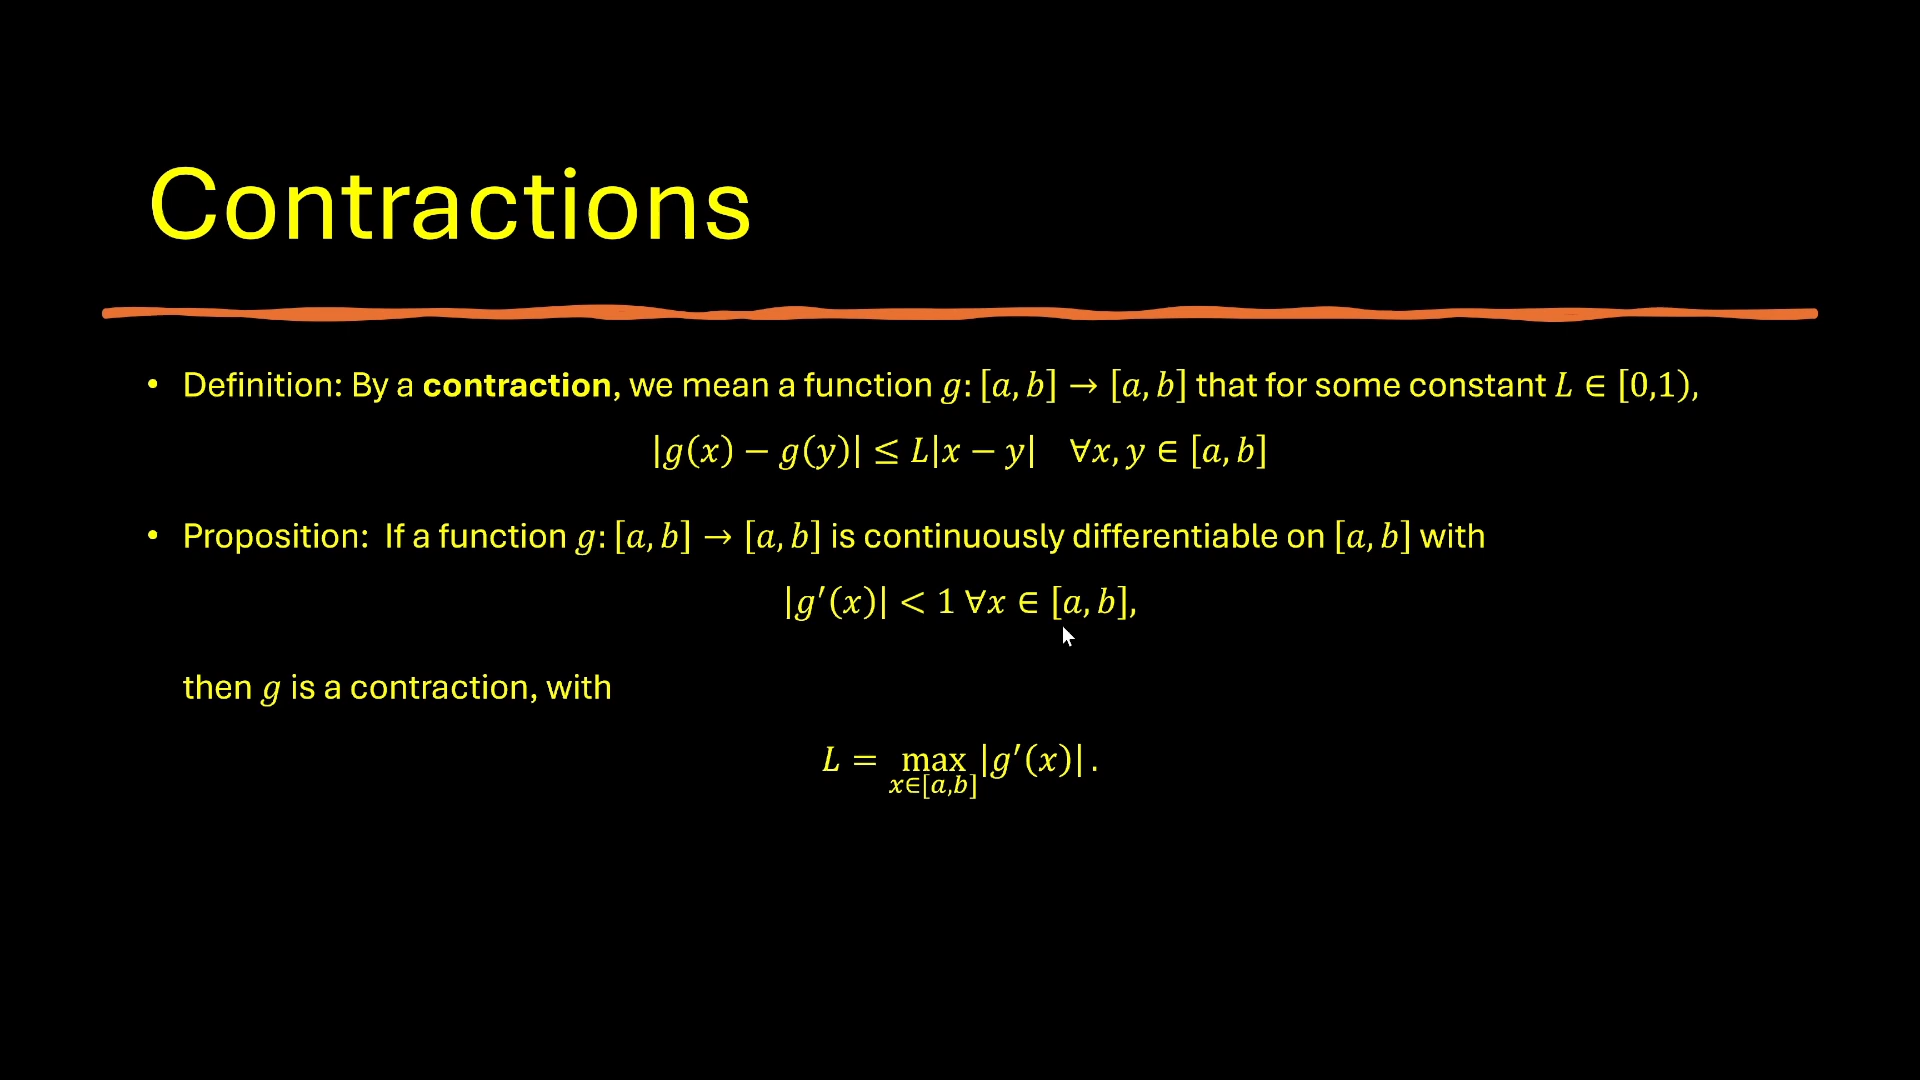 Contractions
• Definition: By a contraction, we mean a function g: [a, b] → [a, b] that for some constant L ∈ [0,1),
|g(x) − g(y)| ≤ L|x − y| ∀x, y ∈ [a, b]
• Proposition: If a function g: [a, b] → [a, b] is continuously differentiable on [a, b] with
|g′(x)| < 1 ∀x ∈ [a, b],
then g is a contraction, with
L = max |g′(x)| .
x∈[a,b]